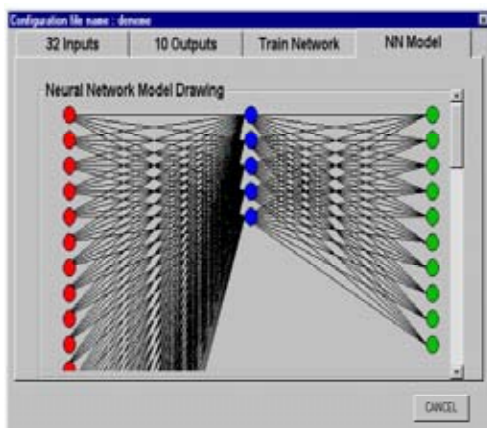 Configuration file name : deneme
32 Inputs 10 Outputs Train Network NN Model
Neural Network Model Drawing
CANCEL